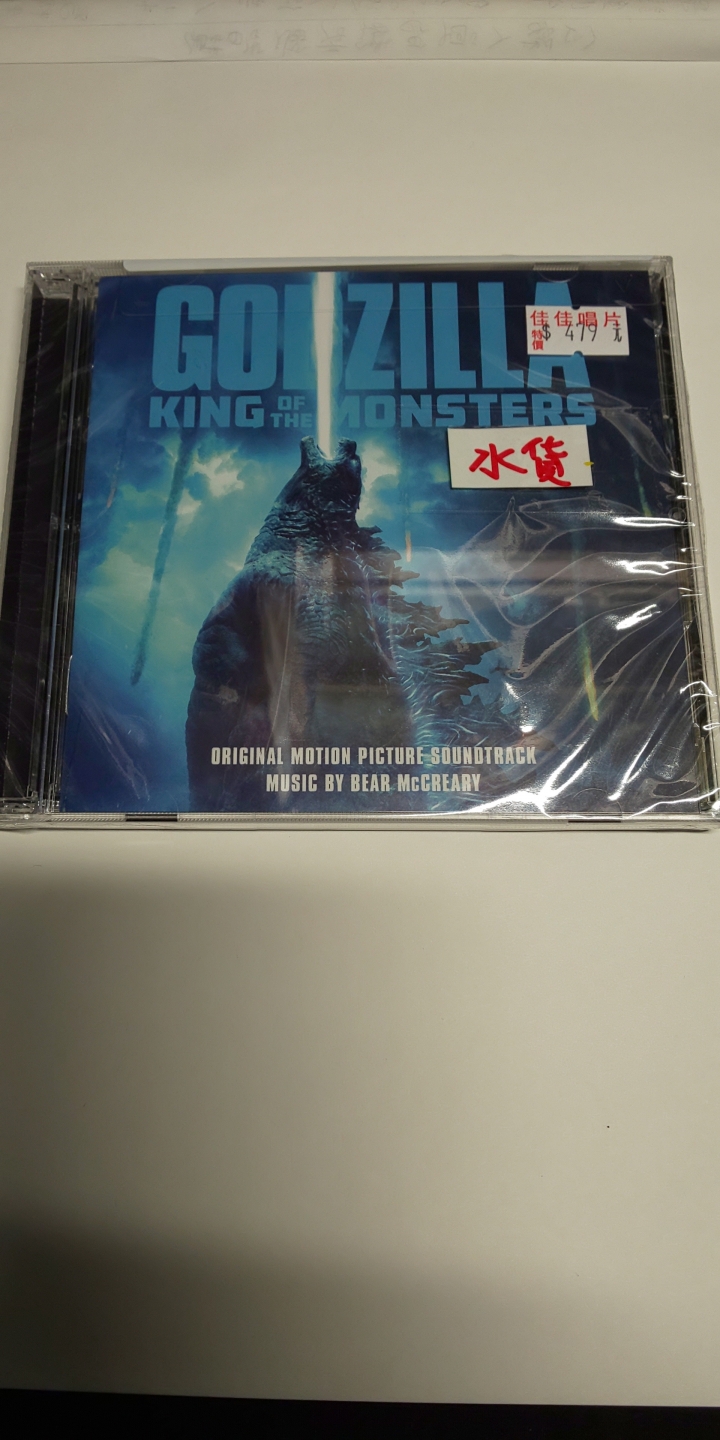 GODZILLA
KING OF THE MONSTERS
佳佳唱片
特價
$ 479 元
水貨
ORIGINAL MOTION PICTURE SOUNDTRACK
MUSIC BY BEAR McCREARY